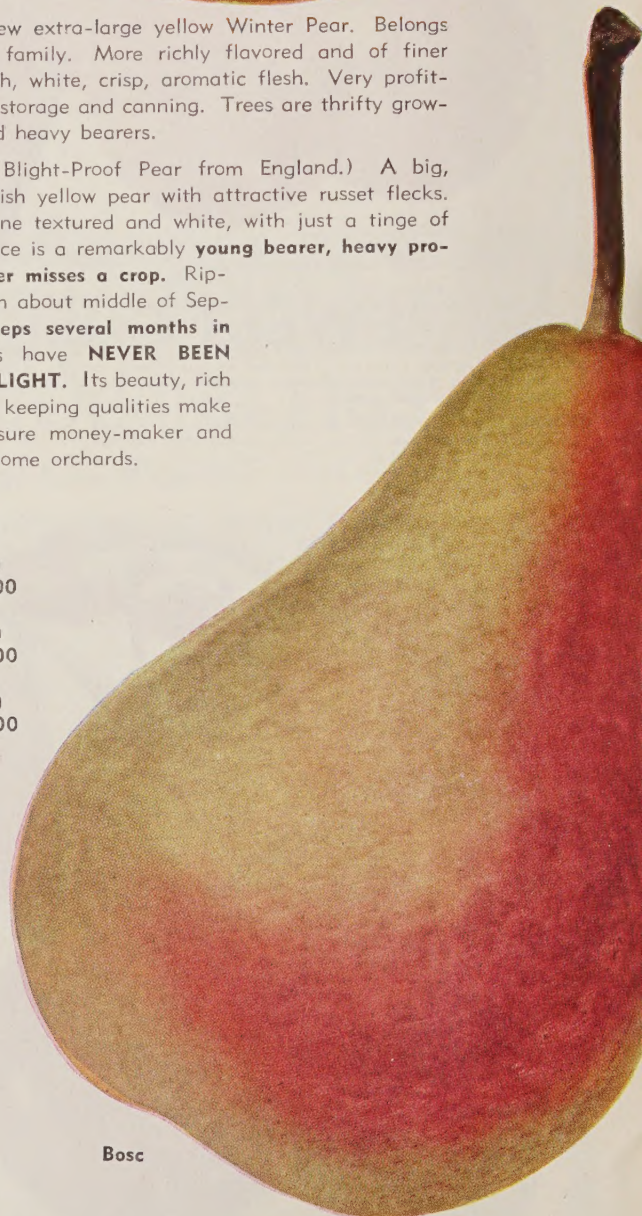 ew extra-large yellow Winter Pear. Belongs
family. More richly flavored and of finer
h, white, crisp, aromatic flesh. Very profit-
storage and canning. Trees are thrifty grow-
d heavy bearers.
Blight-Proof Pear from England.) A big,
ish yellow pear with attractive russet flecks.
ne textured and white, with just a tinge of
ce is a remarkably young bearer, heavy pro-
er misses a crop. Rip-
n about middle of Sep-
eps several months in
s have NEVER BEEN
LIGHT. Its beauty, rich
keeping qualities make
sure money-maker and
ome orchards.
00
00
00
Bosc